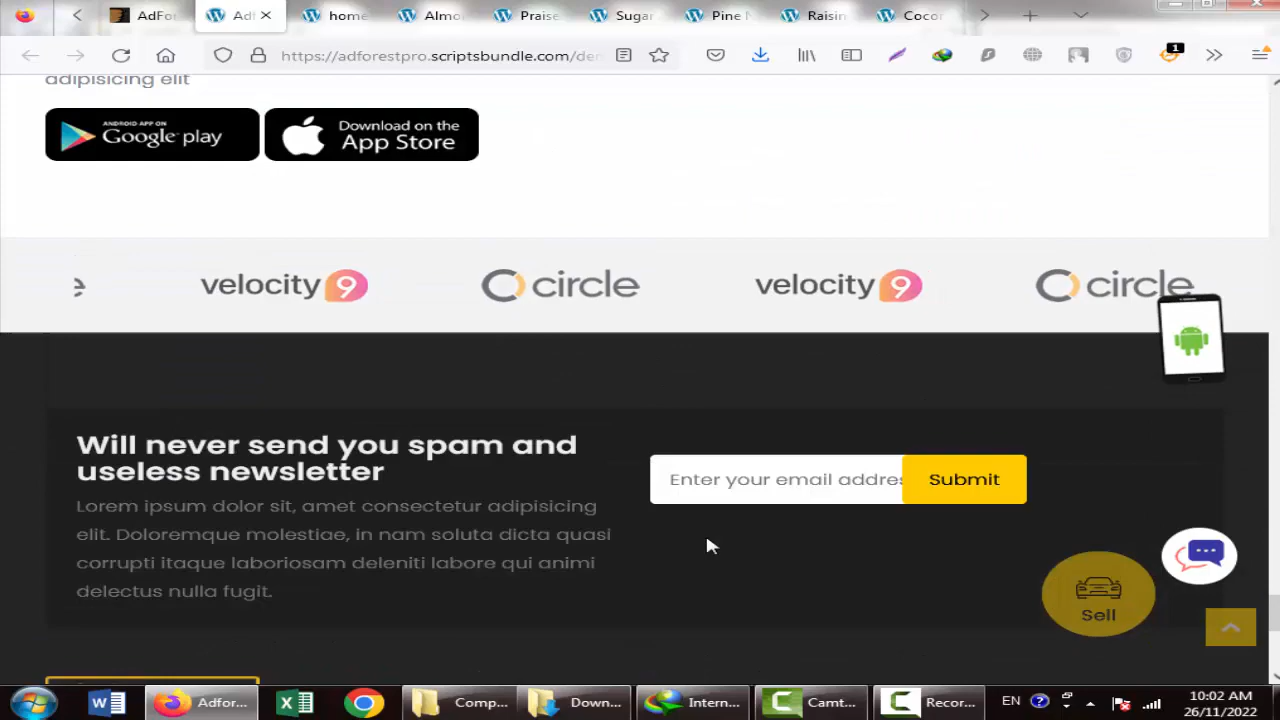 AdFor
Adf
home
Almo
Praise
Sugar
Pine N
Raisin
Cocor
https://adforestpro.scriptsbundle.com/der
1
adipisicing elit
ANDROID APP ON
Google play
Download on the
App Store
e
velocity 9
circle
velocity 9
circle
Will never send you spam and
useless newsletter
Enter your email addres
Submit
Lorem ipsum dolor sit, amet consectetur adipisicing
elit. Doloremque molestiae, in nam soluta dicta quasi
corrupti itaque laboriosam deleniti labore qui animi
delectus nulla fugit.
Sell
Adfor...
Comp...
Down...
Intern...
Camt...
Recor...
EN
10:02 AM
26/11/2022